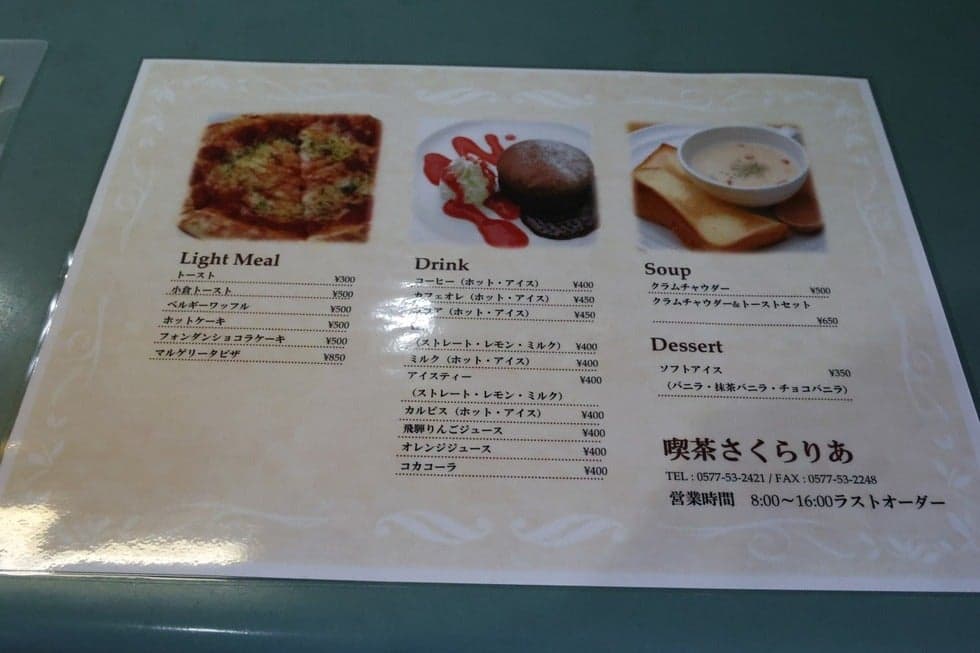 Light Meal
トースト ¥300
小倉トースト ¥500
ベルギーワッフル ¥500
ホットケーキ ¥500
フォンダンショコラケーキ ¥500
マルゲリータピザ ¥850
Drink
コーヒー（ホット・アイス） ¥400
カフェオレ（ホット・アイス） ¥450
ココア（ホット・アイス） ¥450
（ストレート・レモン・ミルク） ¥400
ミルク（ホット・アイス） ¥400
アイスティー ¥400
（ストレート・レモン・ミルク）
カルピス（ホット・アイス） ¥400
飛騨りんごジュース ¥400
オレンジジュース ¥400
コカコーラ ¥400
Soup
クラムチャウダー ¥500
クラムチャウダー&トーストセット
¥650
Dessert
ソフトアイス ¥350
（バニラ・抹茶バニラ・チョコバニラ）
喫茶さくらりあ
TEL : 0577-53-2421 / FAX : 0577-53-2248
営業時間 8:00～16:00ラストオーダー